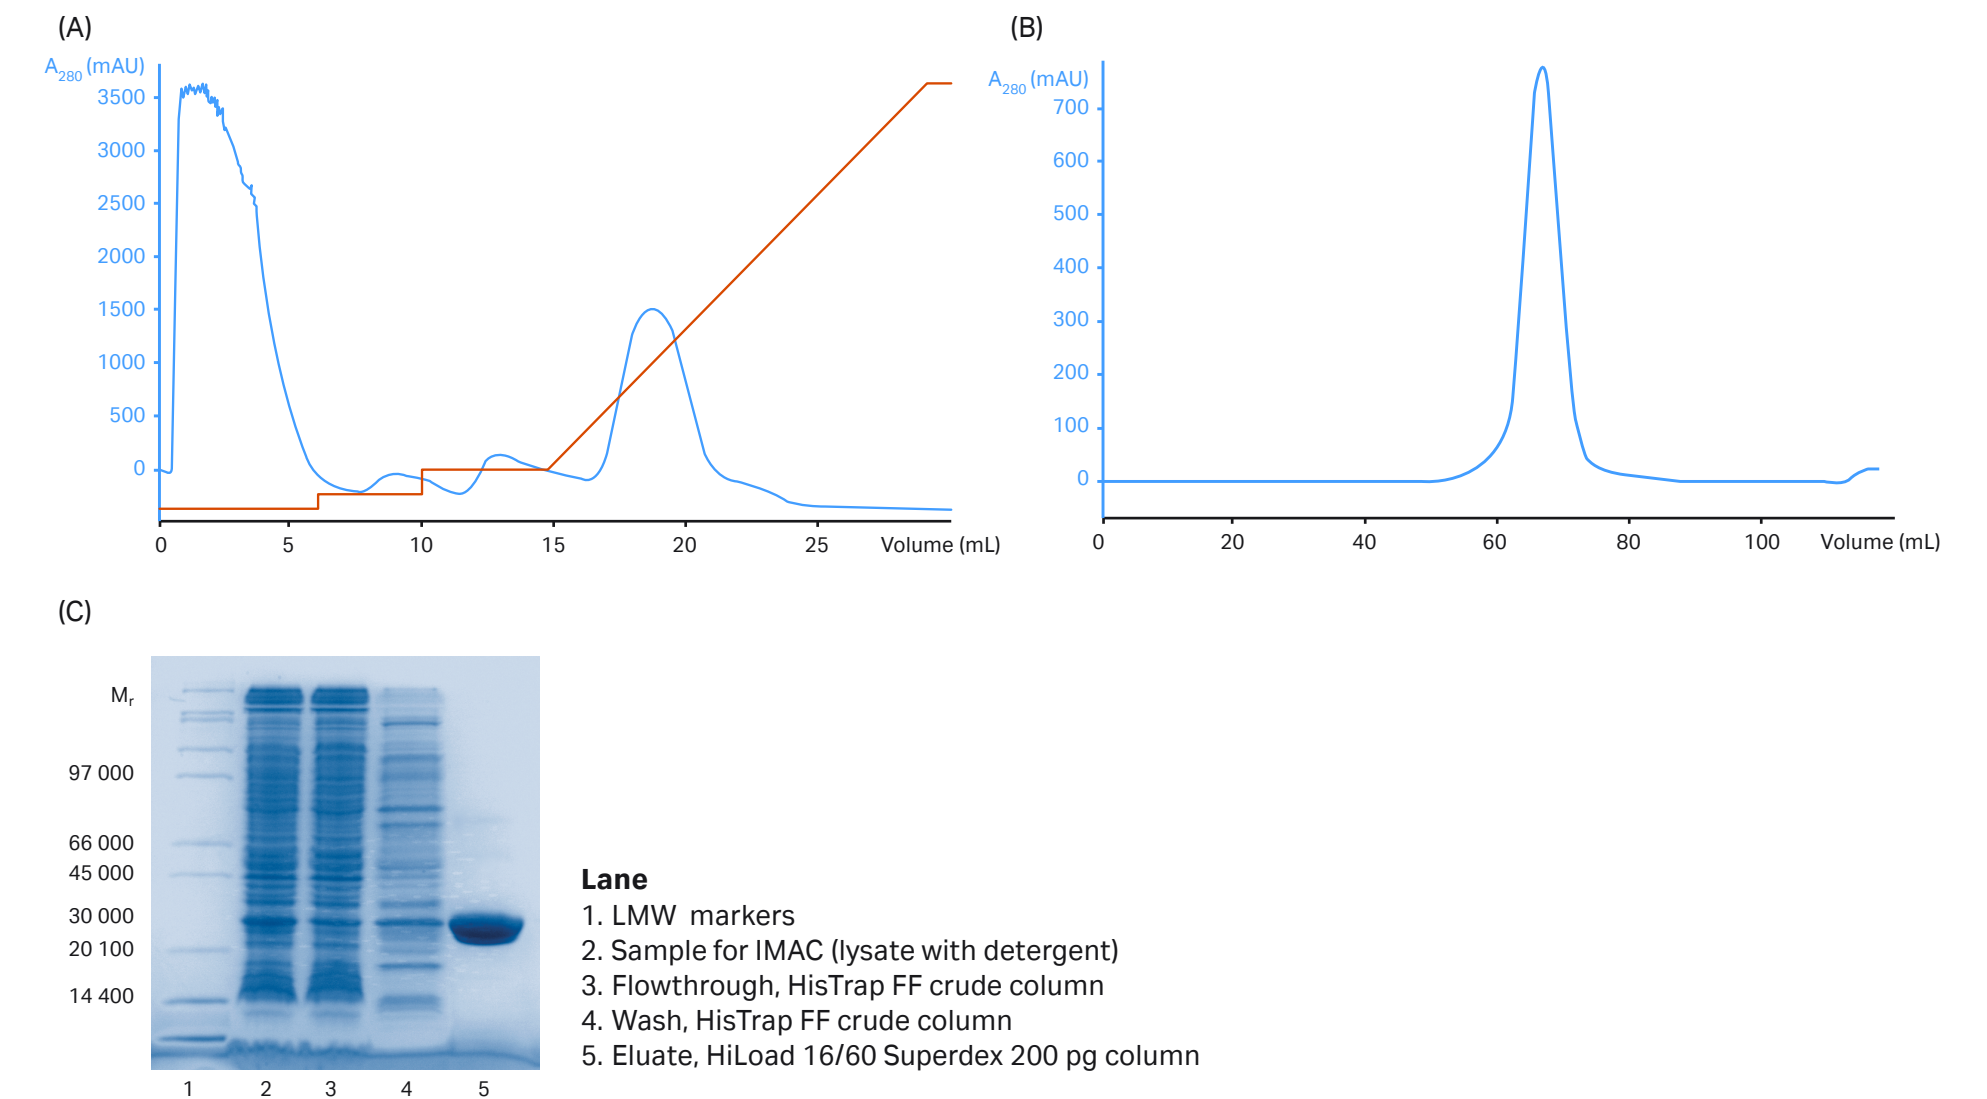 (A)
A280 (mAU)
3500
3000
2500
2000
1500
1000
500
0
0 5 10 15 20 25 Volume (mL)
(B)
A280 (mAU)
700
600
500
400
300
200
100
0
0 20 40 60 80 100 Volume (mL)
(C)
Mr
97 000
66 000
45 000
30 000
20 100
14 400
1 2 3 4 5
Lane
1. LMW markers
2. Sample for IMAC (lysate with detergent)
3. Flowthrough, HisTrap FF crude column
4. Wash, HisTrap FF crude column
5. Eluate, HiLoad 16/60 Superdex 200 pg column